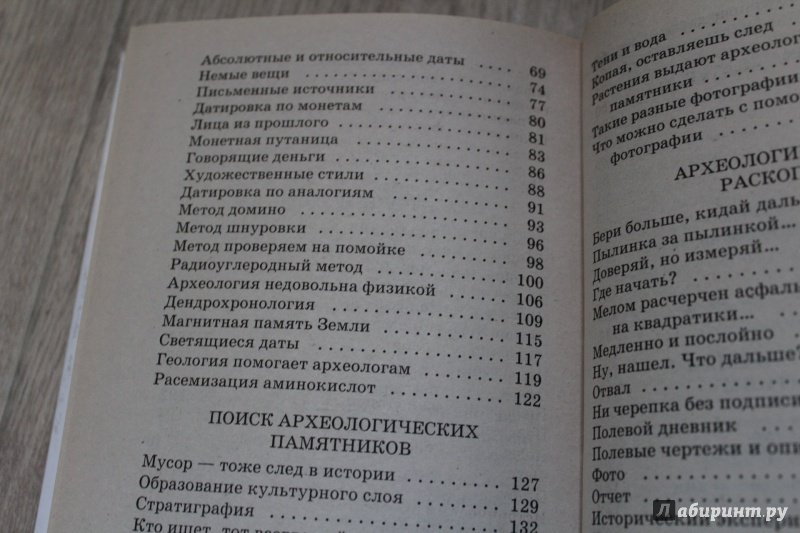 Абсолютные и относительные даты . . . . . 69
Немые вещи . . . . . . . . . . . . . . . . . . . . 74
Письменные источники . . . . . . . . . . . . . 77
Датировка по монетам . . . . . . . . . . . . . 80
Лица из прошлого . . . . . . . . . . . . . . . . 81
Монетная путаница . . . . . . . . . . . . . . . 83
Говорящие деньги . . . . . . . . . . . . . . . . 86
Художественные стили . . . . . . . . . . . . . 88
Датировка по аналогиям . . . . . . . . . . . . 91
Метод домино . . . . . . . . . . . . . . . . . . 93
Метод шнуровки . . . . . . . . . . . . . . . . . 96
Метод проверяем на помойке . . . . . . . . . 98
Радиоуглеродный метод . . . . . . . . . . . . 100
Археология недовольна физикой . . . . . . . 106
Дендрохронология . . . . . . . . . . . . . . . 109
Магнитная память Земли . . . . . . . . . . . 115
Светящиеся даты . . . . . . . . . . . . . . . . 117
Геология помогает археологам . . . . . . . . 119
Расемизация аминокислот . . . . . . . . . . . 122
ПОИСК АРХЕОЛОГИЧЕСКИХ
ПАМЯТНИКОВ
Мусор — тоже след в истории . . . . . . . . 127
Образование культурного слоя . . . . . . . . 129
Стратиграфия . . . . . . . . . . . . . . . . . . 132
Кто ищет, тот
Тени и вода . . . . . .
Копая, оставляешь след . .
Растения выдают археолог
памятники . . . . . . .
Такие разные фотографии
Что можно сделать с помо
фотографии . . . . . .
АРХЕОЛОГИ
РАСКОП
Бери больше, кидай даль
Пылинка за пылинкой...
Доверяй, но измеряй...
Где начать? . . . . . .
Мелом расчерчен асфаль
на квадратики... . . .
Медленно и послойно . .
Ну, нашел. Что дальше?
Отвал . . . . . . . . .
Ни черепка без подписи
Полевой дневник . . . .
Полевые чертежи и опи
Фото . . . . . . . . .
Отчет . . . . . . . . .
Исторический экспери
лабиринт.ру